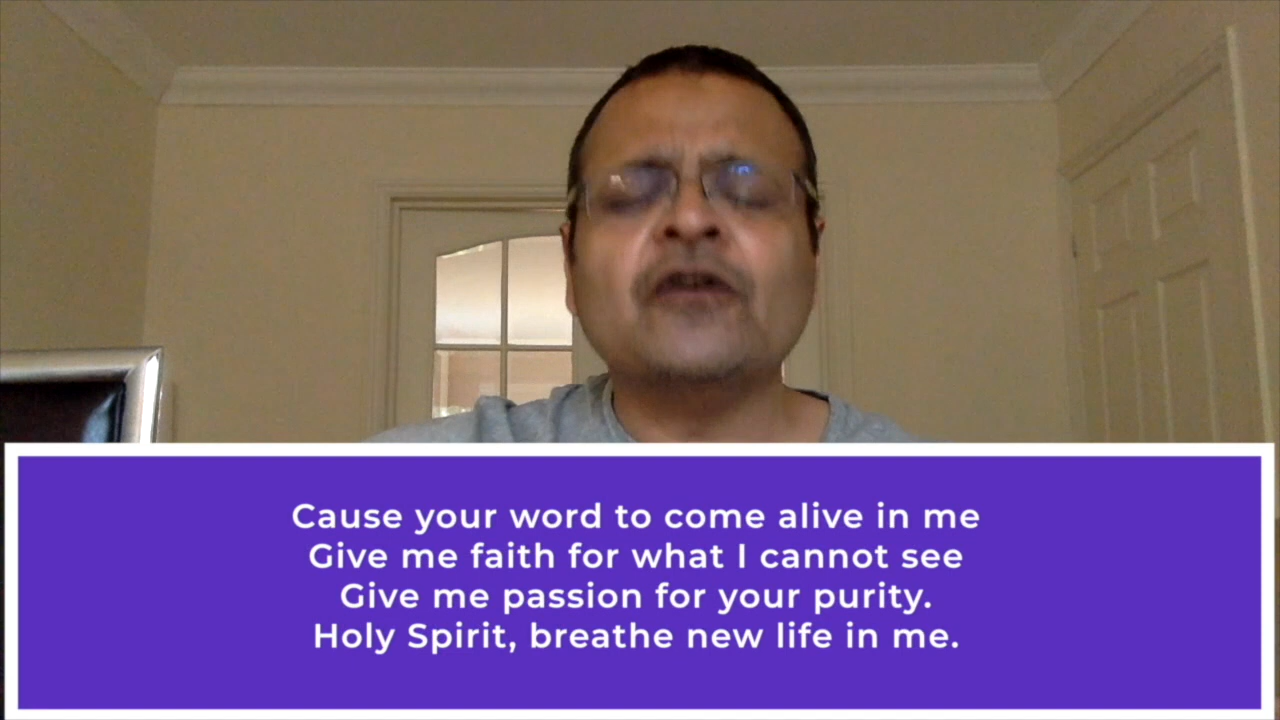 Cause your word to come alive in me
Give me faith for what I cannot see
Give me passion for your purity.
Holy Spirit, breathe new life in me.